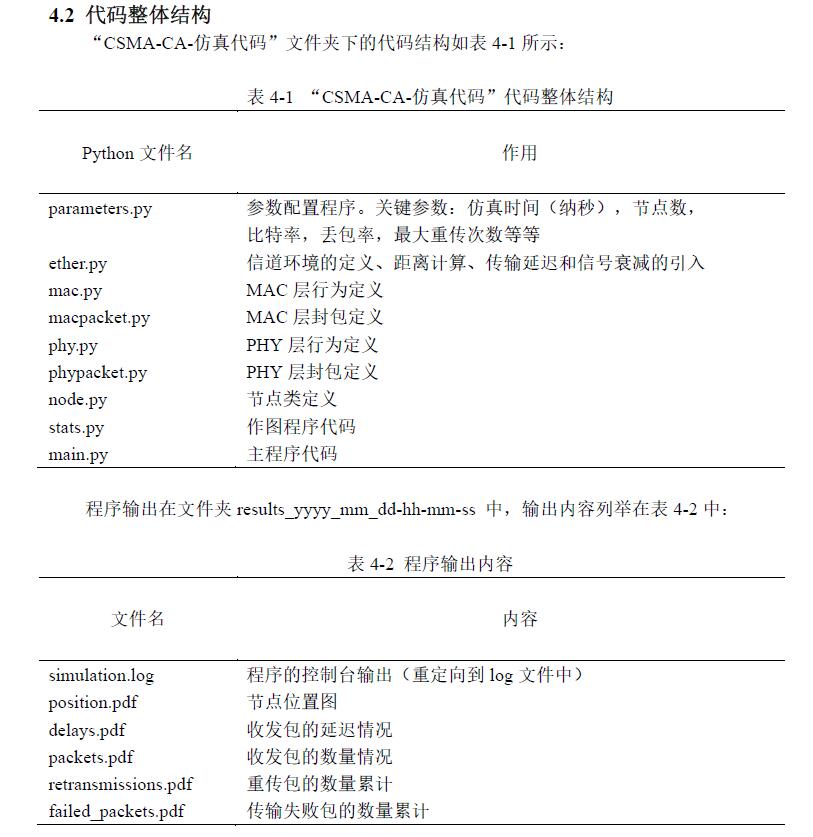 4.2 代码整体结构
“CSMA-CA-仿真代码”文件夹下的代码结构如表 4-1 所示：
表 4-1 “CSMA-CA-仿真代码”代码整体结构
Python 文件名 作用
parameters.py 参数配置程序。关键参数：仿真时间（纳秒），节点数，
比特率，丢包率，最大重传次数等等
ether.py 信道环境的定义、距离计算、传输延迟和信号衰减的引入
mac.py MAC 层行为定义
macpacket.py MAC 层封包定义
phy.py PHY 层行为定义
phypacket.py PHY 层封包定义
node.py 节点类定义
stats.py 作图程序代码
main.py 主程序代码
程序输出在文件夹 results_yyyy_mm_dd-hh-mm-ss 中，输出内容列举在表 4-2 中：
表 4-2 程序输出内容
文件名 内容
simulation.log 程序的控制台输出（重定向到 log 文件中）
position.pdf 节点位置图
delays.pdf 收发包的延迟情况
packets.pdf 收发包的数量情况
retransmissions.pdf 重传包的数量累计
failed_packets.pdf 传输失败包的数量累计